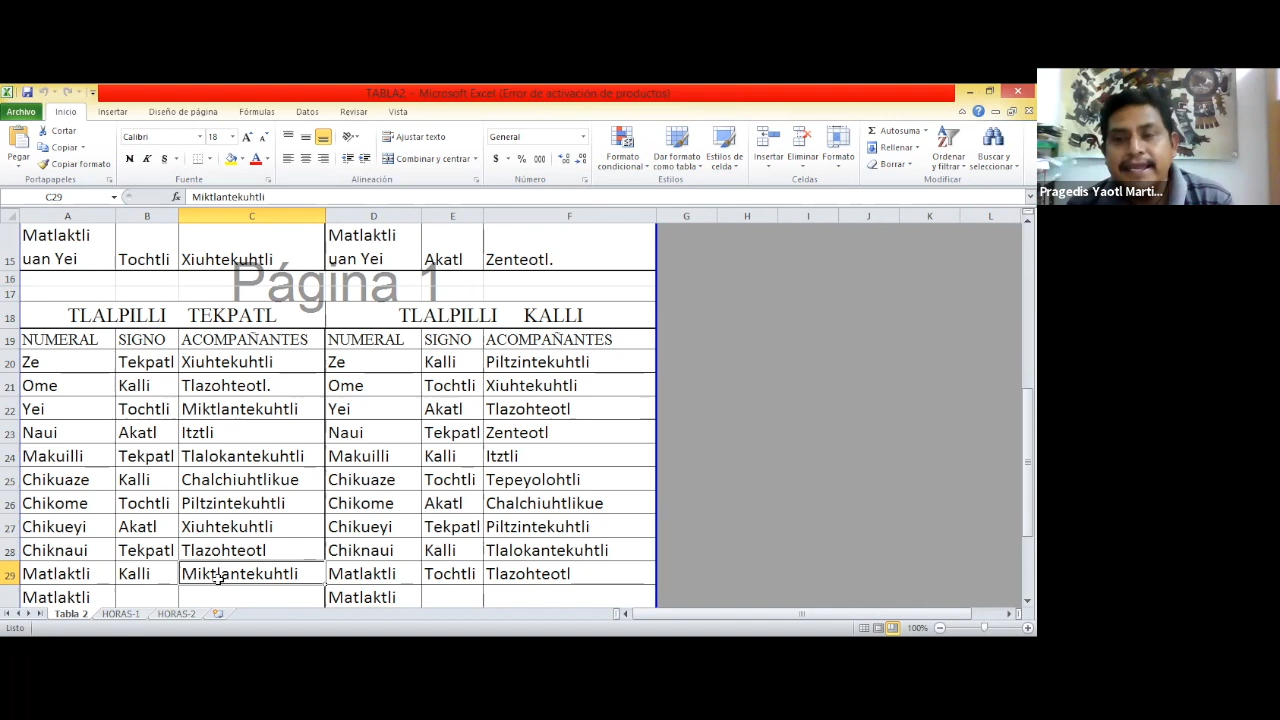 TABLA2 - Microsoft Excel (Error de activación de productos)
Archivo Inicio Insertar Diseño de página Fórmulas Datos Revisar Vista
Pegar
Cortar
Copiar
Copiar formato
Portapapeles
Calibri 18
N K S
Fuente
Ajustar texto
Combinar y centrar
Alineación
General
$ % 000
Número
Formato condicional
Dar formato como tabla
Estilos de celda
Estilos
Insertar Eliminar Formato
Celdas
Autosuma
Rellenar
Borrar
Ordenar y filtrar
Buscar y seleccionar
Modificar
Pragedis Yaotl Marti...
C29 fx Miktlantekuhtli
A B C D E F G H I J K L
15 Matlaktli uan Yei Tochtli Xiuhtekuhtli Matlaktli uan Yei Akatl Zenteotl.
Página 1
16
17
18 TLALPILLI TEKPATL TLALPILLI KALLI
19 NUMERAL SIGNO ACOMPAÑANTES NUMERAL SIGNO ACOMPAÑANTES
20 Ze Tekpatl Xiuhtekuhtli Ze Kalli Piltzintekuhtli
21 Ome Kalli Tlazohteotl. Ome Tochtli Xiuhtekuhtli
22 Yei Tochtli Miktlantekuhtli Yei Akatl Tlazohteotl
23 Naui Akatl Itztli Naui Tekpatl Zenteotl
24 Makuilli Tekpatl Tlalokantekuhtli Makuilli Kalli Itztli
25 Chikuaze Kalli Chalchiuhtlikue Chikuaze Tochtli Tepeyolohtli
26 Chikome Tochtli Piltzintekuhtli Chikome Akatl Chalchiuhtlikue
27 Chikueyi Akatl Xiuhtekuhtli Chikueyi Tekpatl Piltzintekuhtli
28 Chiknaui Tekpatl Tlazohteotl Chiknaui Kalli Tlalokantekuhtli
29 Matlaktli Kalli Miktlantekuhtli Matlaktli Tochtli Tlazohteotl
Matlaktli Matlaktli
Tabla 2 HORAS-1 HORAS-2
Listo 100%